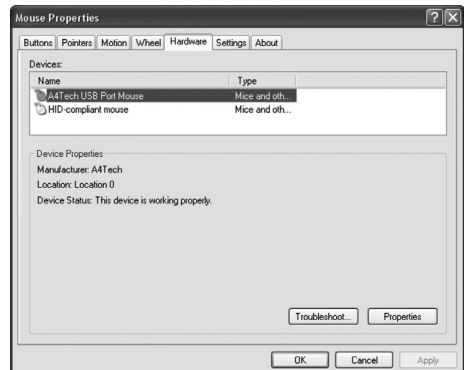 Mouse Properties
Buttons Pointers Motion Wheel Hardware Settings About
Devices:
Name Type
A4Tech USB Port Mouse Mice and oth...
HID-compliant mouse Mice and oth...
Device Properties
Manufacturer: A4Tech
Location: Location 0
Device Status: This device is working properly.
Troubleshoot... Properties
OK Cancel Apply